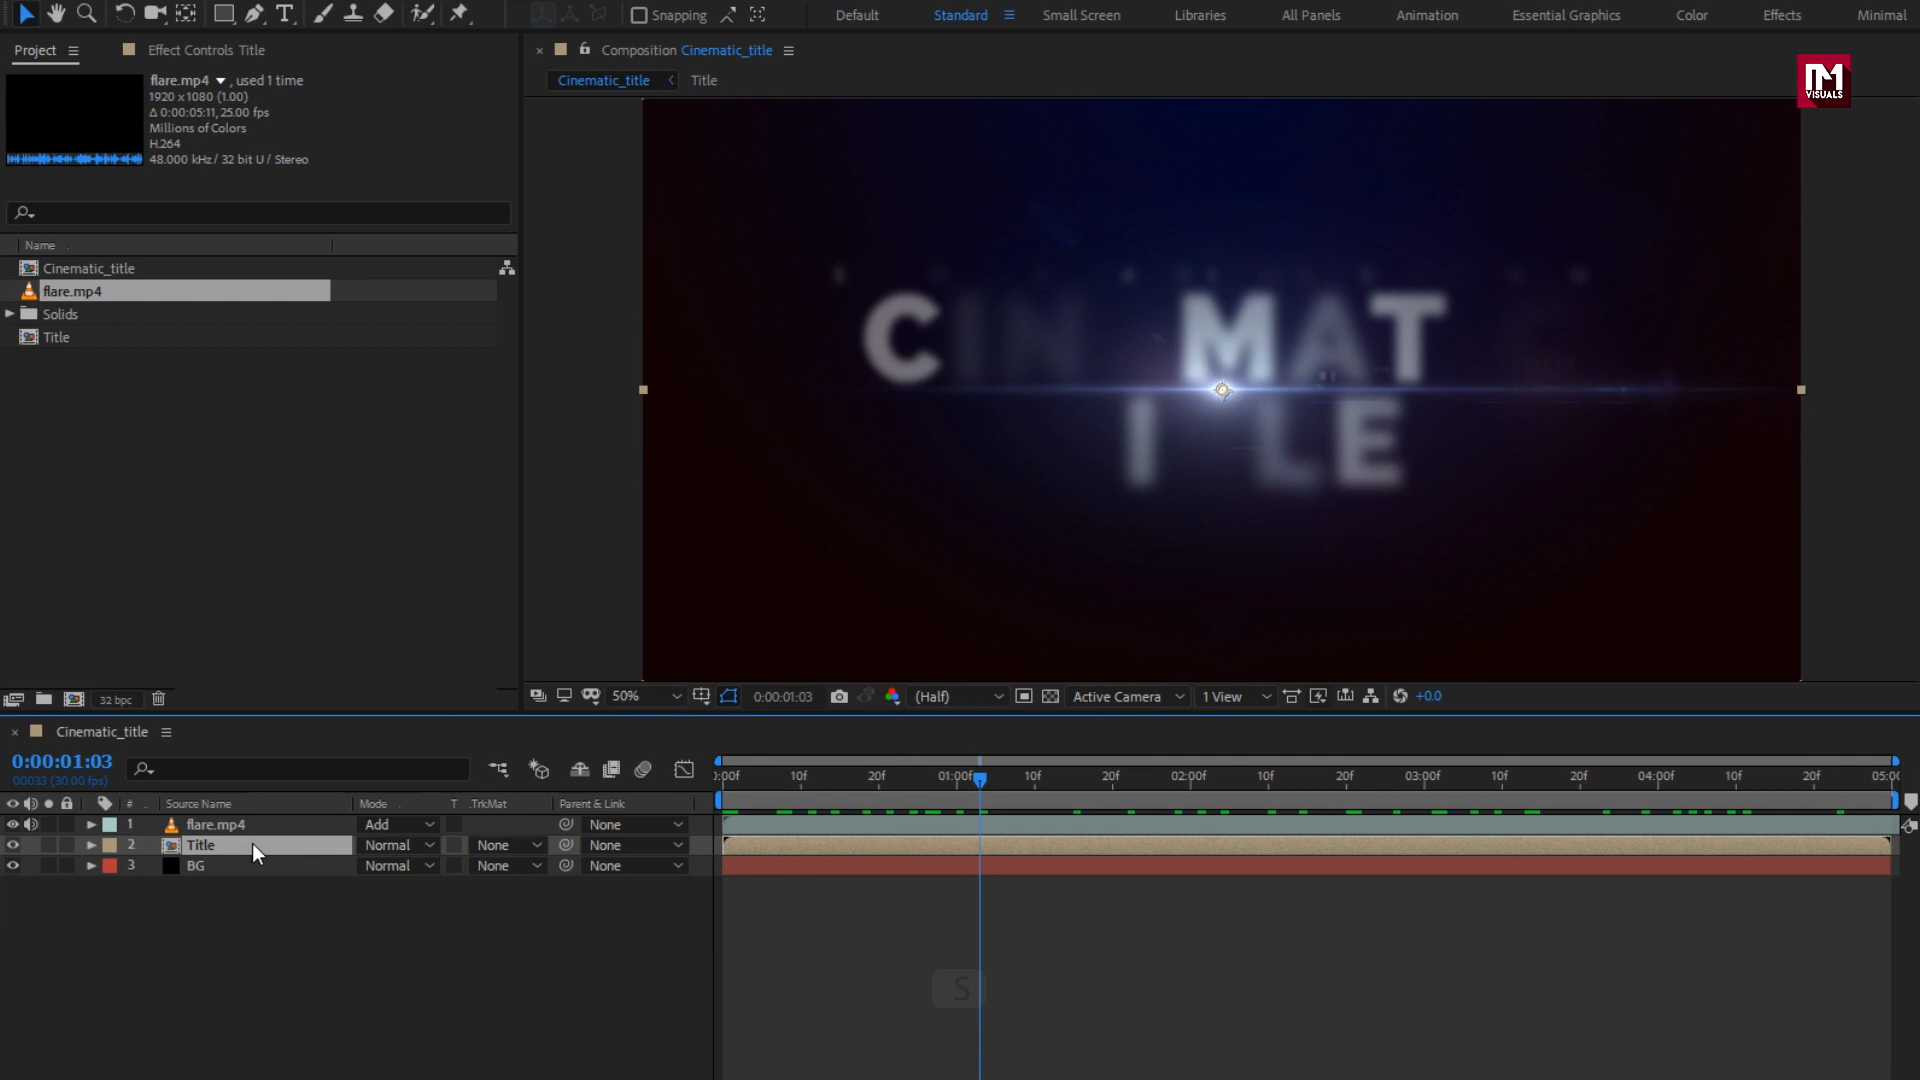 Snapping
Default
Standard
Small Screen
Libraries
All Panels
Animation
Essential Graphics
Color
Effects
Minimal
Project
Effect Controls Title
Composition Cinematic_title
flare.mp4 , used 1 time
1920 x 1080 (1.00)
Δ 0:00:05:11, 25.00 fps
Millions of Colors
H.264
48.000 kHz / 32 bit U / Stereo
Cinematic_title
Title
VISUALS
Name
Cinematic_title
flare.mp4
Solids
Title
C IN MAT
I LE
32 bpc
50%
0:00:01:03
(Half)
Active Camera
1 View
+0.0
Cinematic_title
0:00:01:03
00033 (30.00 fps)
:00f 10f 20f 01:00f 10f 20f 02:00f 10f 20f 03:00f 10f 20f 04:00f 10f 20f 05:00
# Source Name Mode T .TrkMat Parent & Link
1 flare.mp4 Add None
2 Title Normal None None
3 BG Normal None None
S